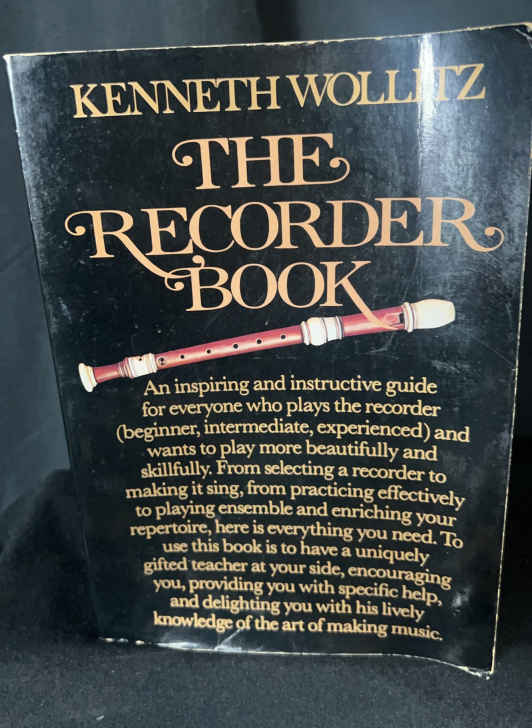 KENNETH WOLLITZ
THE
RECORDER
BOOK
An inspiring and instructive guide
for everyone who plays the recorder
(beginner, intermediate, experienced) and
wants to play more beautifully and
skillfully. From selecting a recorder to
making it sing, from practicing effectively
to playing ensemble and enriching your
repertoire, here is everything you need. To
use this book is to have a uniquely
gifted teacher at your side, encouraging
you, providing you with specific help,
and delighting you with his lively
knowledge of the art of making music.